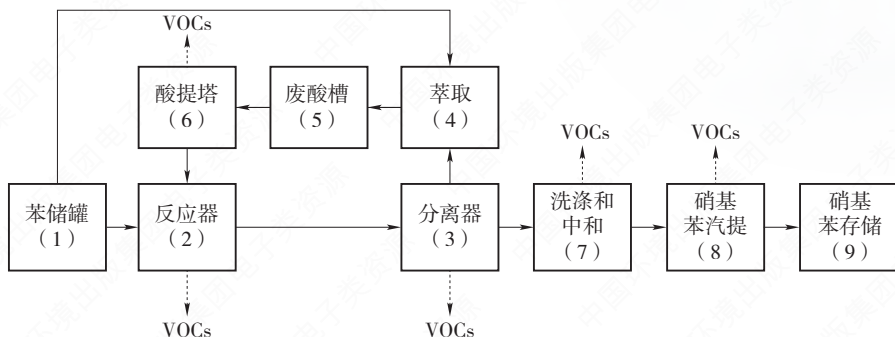 VOCs
酸提塔
（6）
废酸槽
（5）
萃取
（4）
VOCs
VOCs
苯储罐
（1）
反应器
（2）
分离器
（3）
洗涤和
中和
（7）
硝基
苯汽提
（8）
硝基
苯存储
（9）
VOCs
VOCs